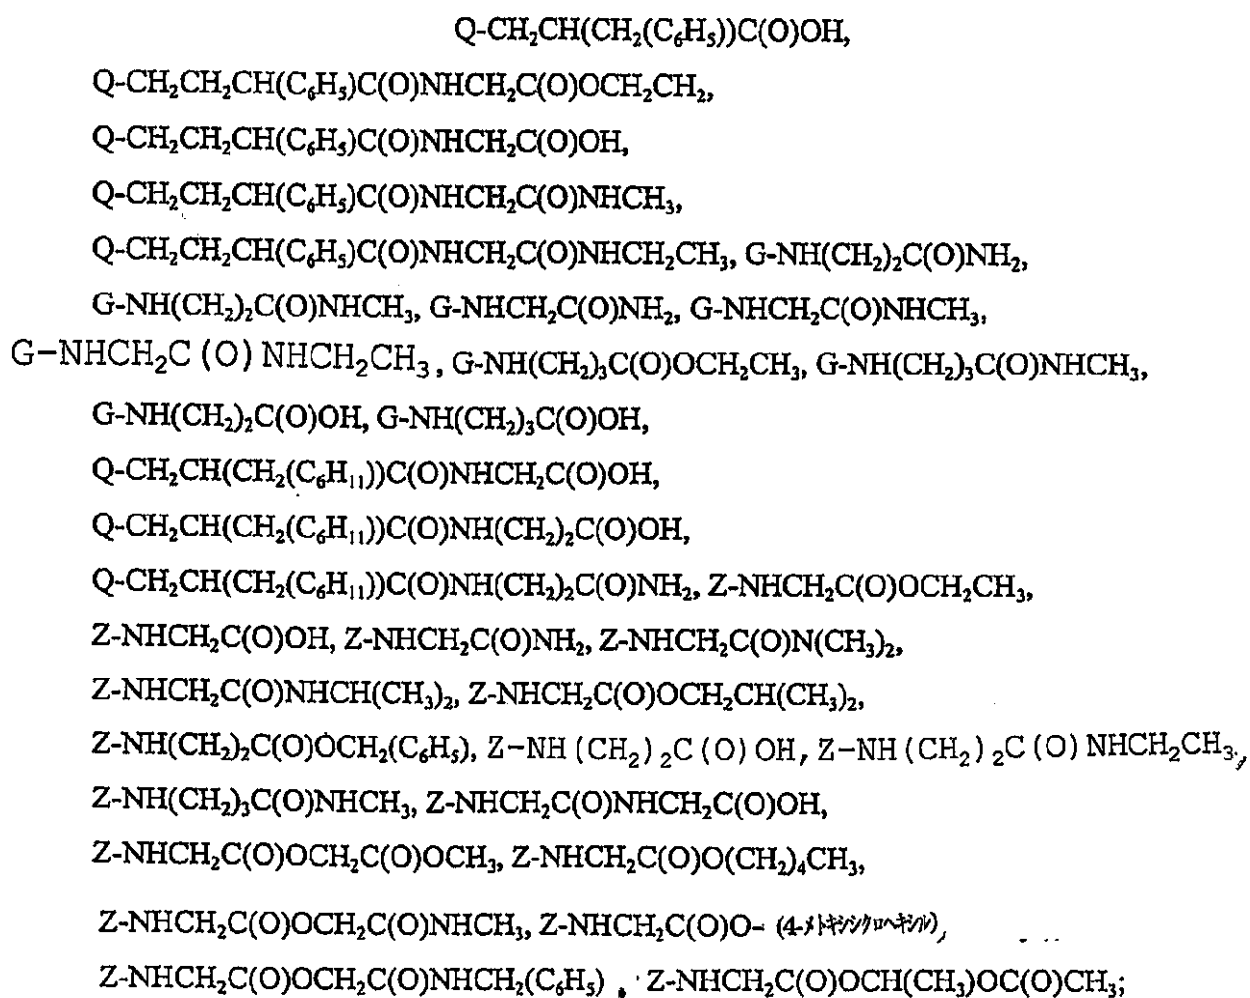 Q-CH₂CH(CH₂(C₆H₅))C(O)OH,
Q-CH₂CH₂CH(C₆H₅)C(O)NHCH₂C(O)OCH₂CH₂,
Q-CH₂CH₂CH(C₆H₅)C(O)NHCH₂C(O)OH,
Q-CH₂CH₂CH(C₆H₅)C(O)NHCH₂C(O)NHCH₃,
Q-CH₂CH₂CH(C₆H₅)C(O)NHCH₂C(O)NHCH₂CH₃, G-NH(CH₂)₂C(O)NH₂,
G-NH(CH₂)₂C(O)NHCH₃, G-NHCH₂C(O)NH₂, G-NHCH₂C(O)NHCH₃,
G-NHCH₂C(O)NHCH₂CH₃, G-NH(CH₂)₃C(O)OCH₂CH₃, G-NH(CH₂)₃C(O)NHCH₃,
G-NH(CH₂)₂C(O)OH, G-NH(CH₂)₃C(O)OH,
Q-CH₂CH(CH₂(C₆H₁₁))C(O)NHCH₂C(O)OH,
Q-CH₂CH(CH₂(C₆H₁₁))C(O)NH(CH₂)₂C(O)OH,
Q-CH₂CH(CH₂(C₆H₁₁))C(O)NH(CH₂)₂C(O)NH₂, Z-NHCH₂C(O)OCH₂CH₃,
Z-NHCH₂C(O)OH, Z-NHCH₂C(O)NH₂, Z-NHCH₂C(O)N(CH₃)₂,
Z-NHCH₂C(O)NHCH(CH₃)₂, Z-NHCH₂C(O)OCH₂CH(CH₃)₂,
Z-NH(CH₂)₂C(O)OCH₂(C₆H₅), Z-NH(CH₂)₂C(O)OH, Z-NH(CH₂)₂C(O)NHCH₂CH₃,
Z-NH(CH₂)₃C(O)NHCH₃, Z-NHCH₂C(O)NHCH₂C(O)OH,
Z-NHCH₂C(O)OCH₂C(O)OCH₃, Z-NHCH₂C(O)O(CH₂)₄CH₃,
Z-NHCH₂C(O)OCH₂C(O)NHCH₃, Z-NHCH₂C(O)O-(4-メトキシシクロヘキシル),
Z-NHCH₂C(O)OCH₂C(O)NHCH₂(C₆H₅), Z-NHCH₂C(O)OCH(CH₃)OC(O)CH₃;